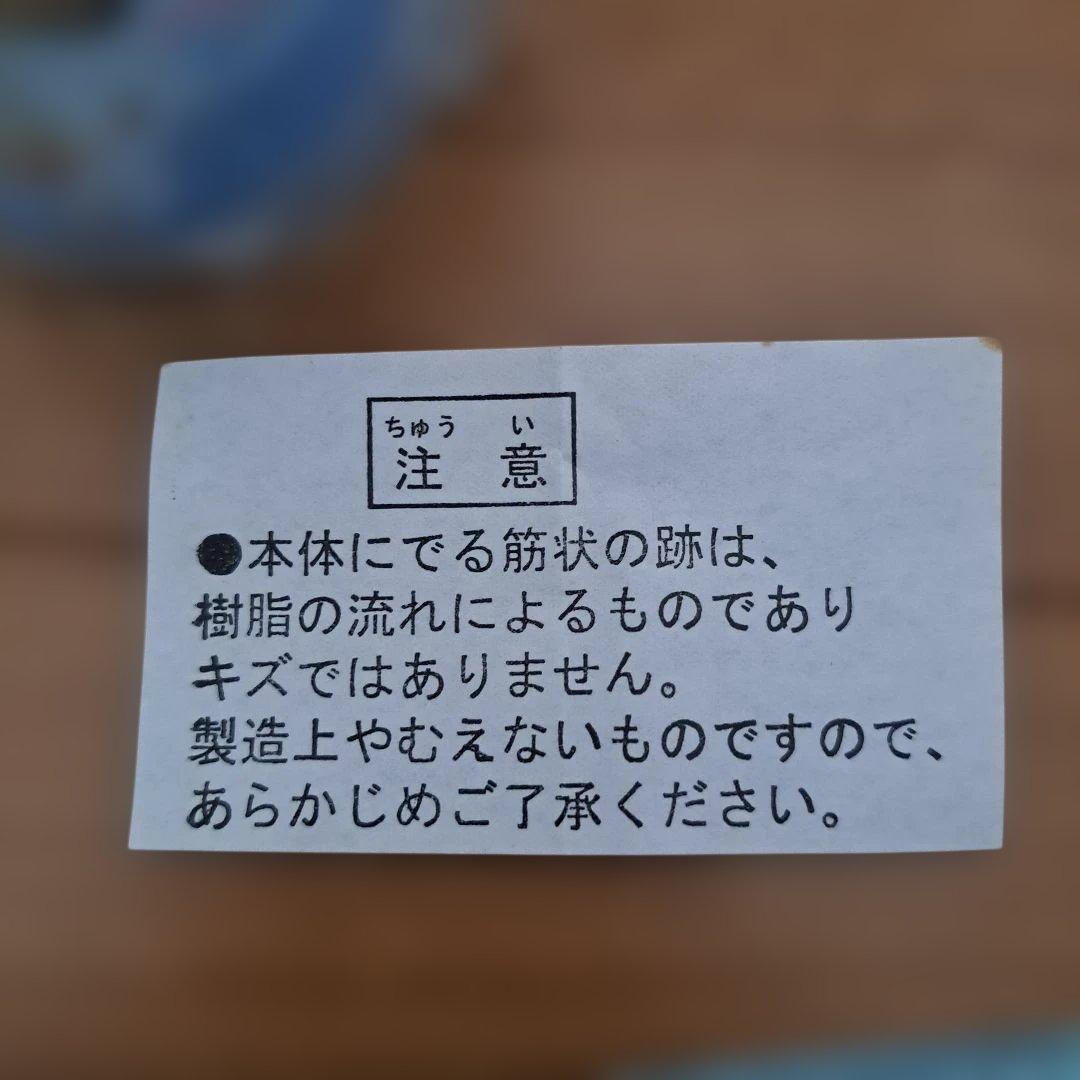 ちゅう い
注 意
●本体にでる筋状の跡は、
樹脂の流れによるものであり
キズではありません。
製造上やむえないものですので、
あらかじめご了承ください。